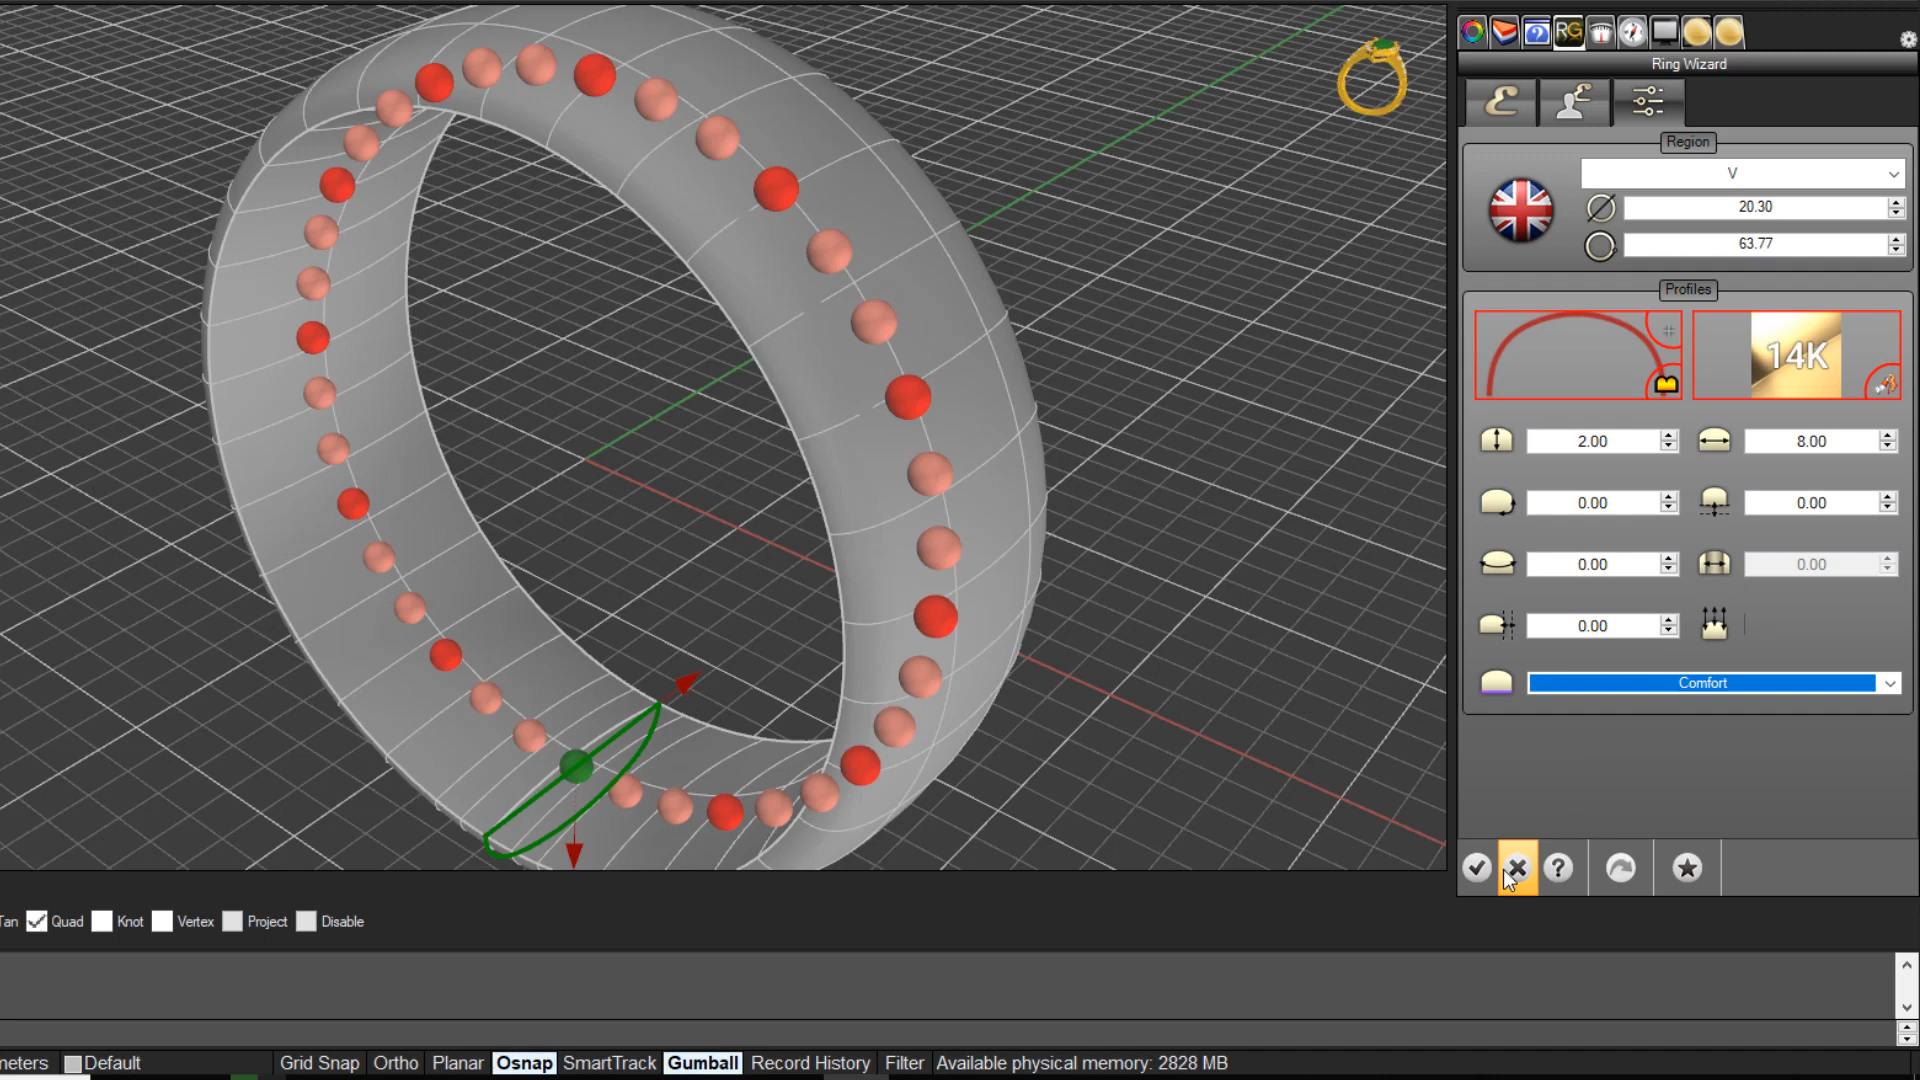 RG
Ring Wizard
Region
V
20.30
63.77
Profiles
14K
2.00
8.00
0.00
0.00
0.00
0.00
0.00
Comfort
Tan Quad Knot Vertex Project Disable
meters Default Grid Snap Ortho Planar Osnap SmartTrack Gumball Record History Filter Available physical memory: 2828 MB